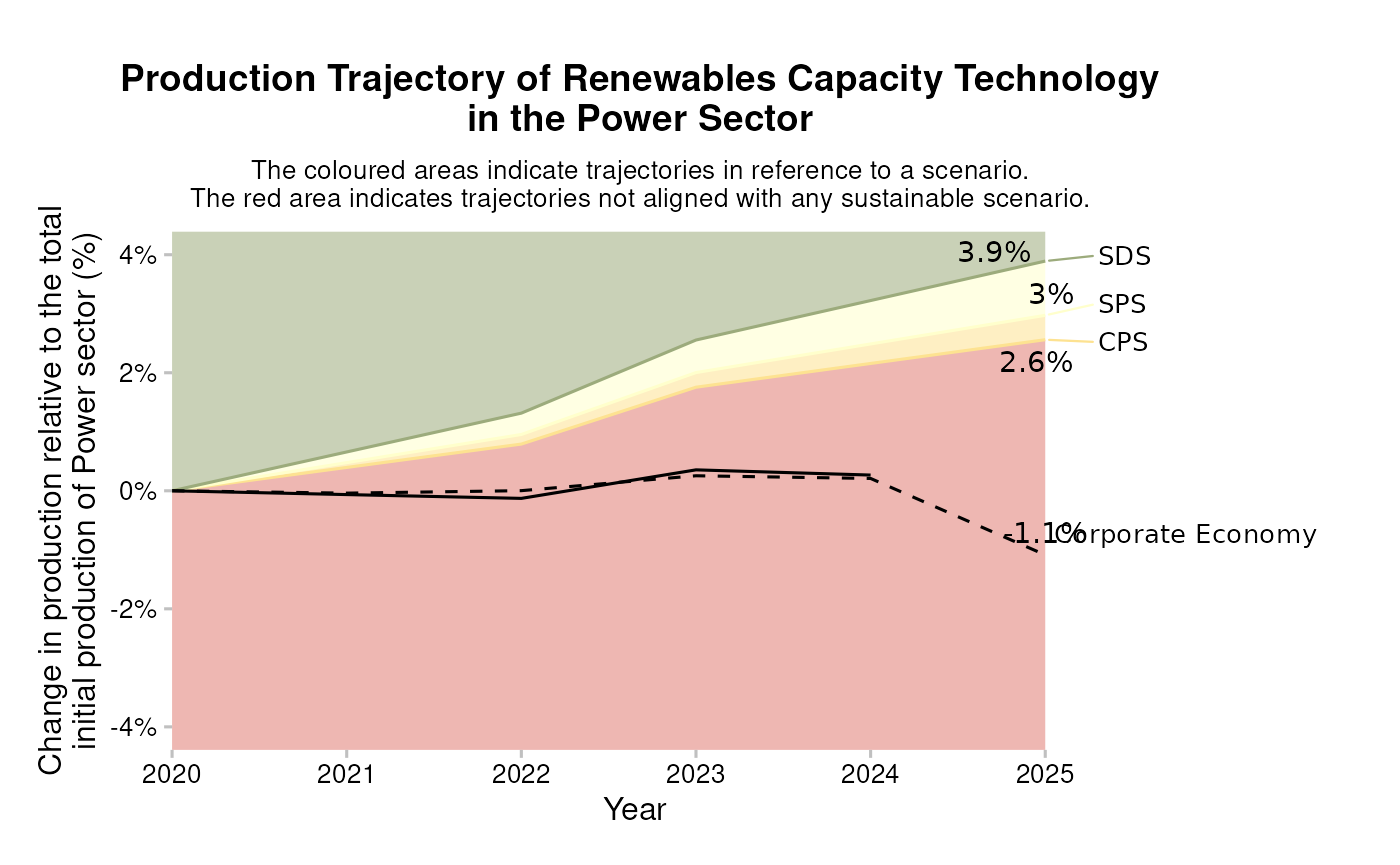 Production Trajectory of Renewables Capacity Technology
in the Power Sector
The coloured areas indicate trajectories in reference to a scenario.
The red area indicates trajectories not aligned with any sustainable scenario.
Change in production relative to the total
initial production of Power sector (%)
4%
2%
0%
-2%
-4%
3.9%
SDS
3%
SPS
CPS
2.6%
-1.1%
Corporate Economy
2020
2021
2022
2023
2024
2025
Year